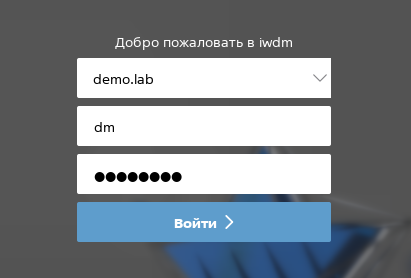 Добро пожаловать в iwdm
demo.lab
dm
●●●●●●●●
Войти